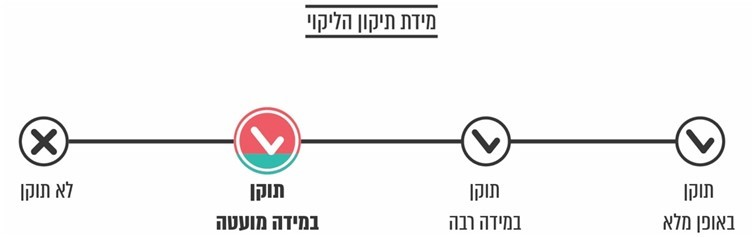 מידת תיקון הליקוי
תוקן
באופן מלא
תוקן
במידה רבה
תוקן
במידה מועטה
לא תוקן